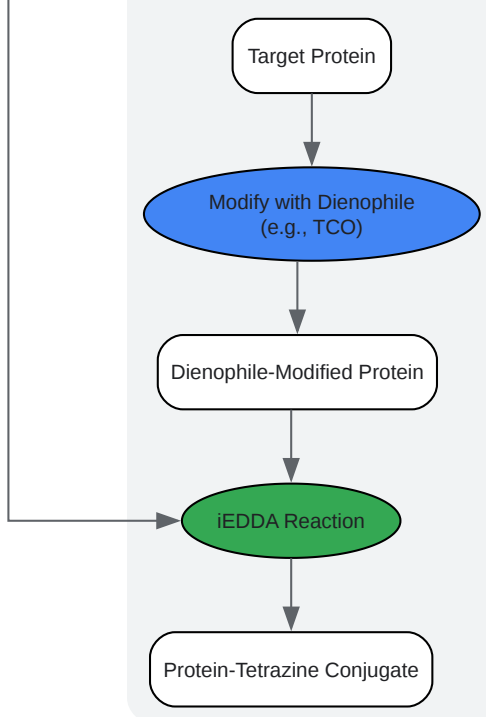 Target Protein
Modify with Dienophile
(e.g., TCO)
Dienophile-Modified Protein
iEDDA Reaction
Protein-Tetrazine Conjugate